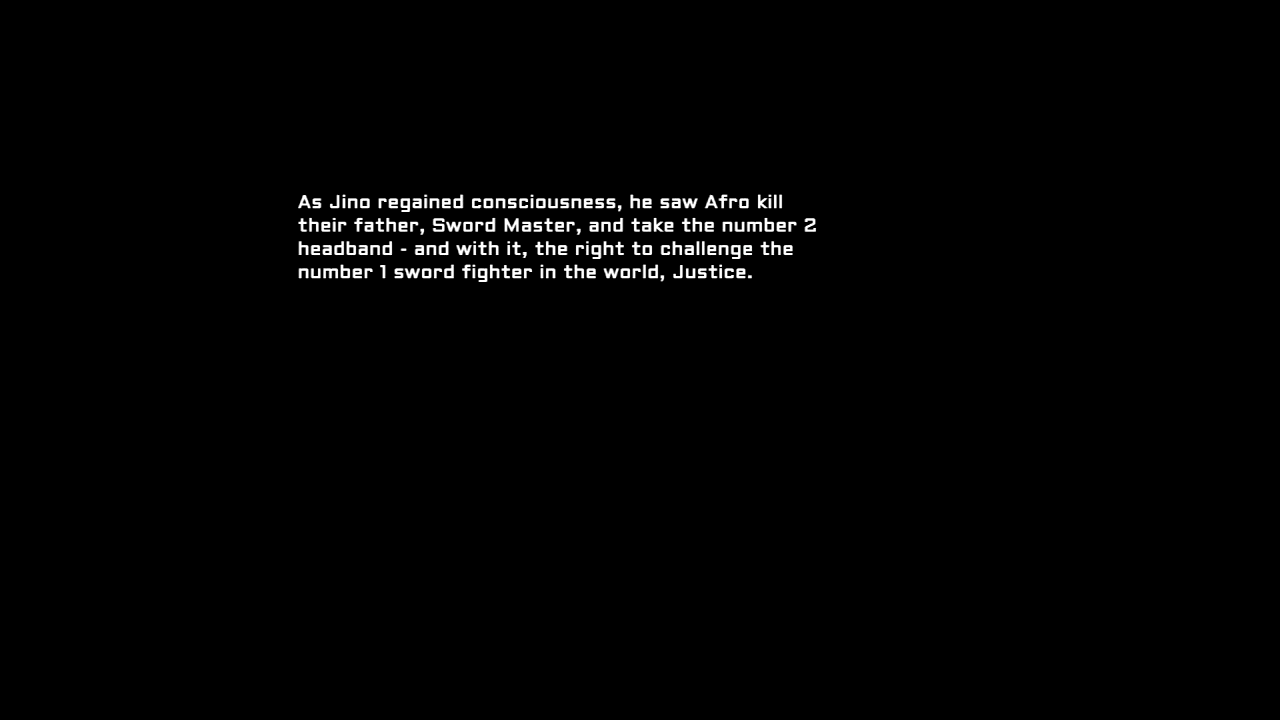 As Jino regained consciousness, he saw Afro kill
their father, Sword Master, and take the number 2
headband - and with it, the right to challenge the
number 1 sword fighter in the world, Justice.